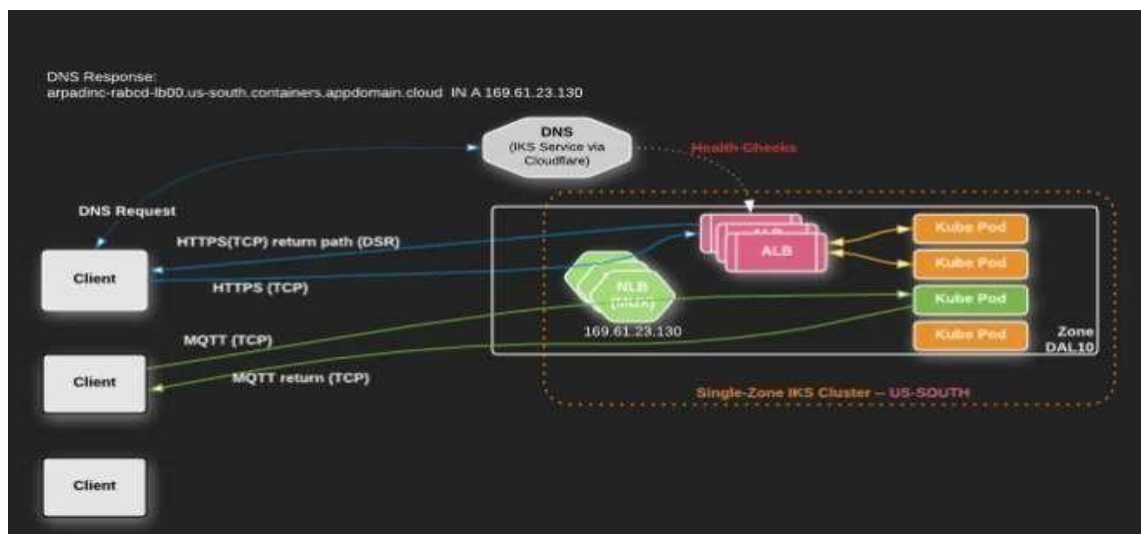 DNS Response:
arpadinc-rabcd-lb00.us-south.containers.appdomain.cloud IN A 169.61.23.130
DNS
(IKS Service via
Cloudflare)
Health Checks
DNS Request
HTTPS(TCP) return path (DSR)
Client
HTTPS (TCP)
ALB
ALB
Kube Pod
Kube Pod
Kube Pod
Kube Pod
NLB
(MUX)
169.61.23.130
Zone
DAL10
MQTT (TCP)
Client
MQTT return (TCP)
Single-Zone IKS Cluster -- US-SOUTH
Client